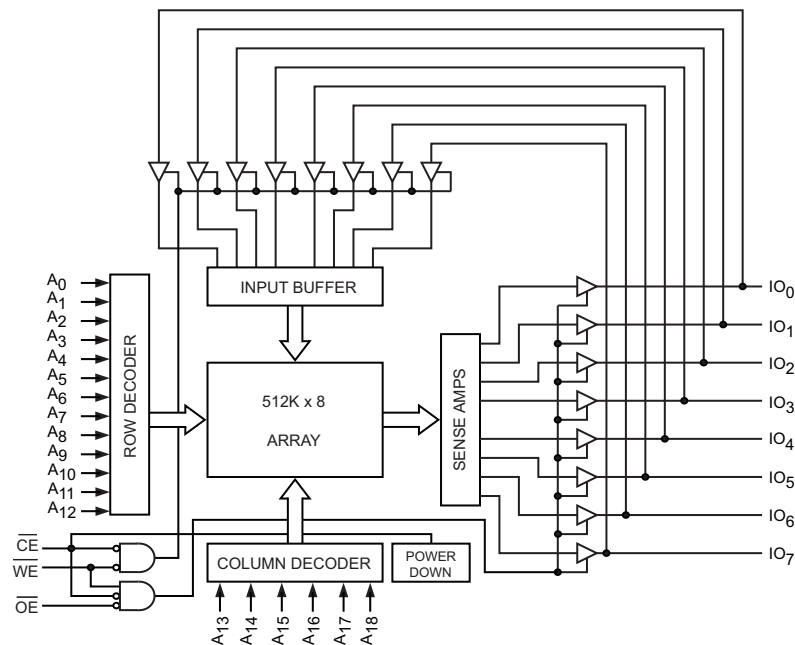 A0
A1
A2
A3
A4
A5
A6
A7
A8
A9
A10
A11
A12
ROW DECODER
INPUT BUFFER
512K x 8
ARRAY
SENSE AMPS
IO0
IO1
IO2
IO3
IO4
IO5
IO6
IO7
CE
WE
OE
COLUMN DECODER
POWER
DOWN
A13
A14
A15
A16
A17
A18